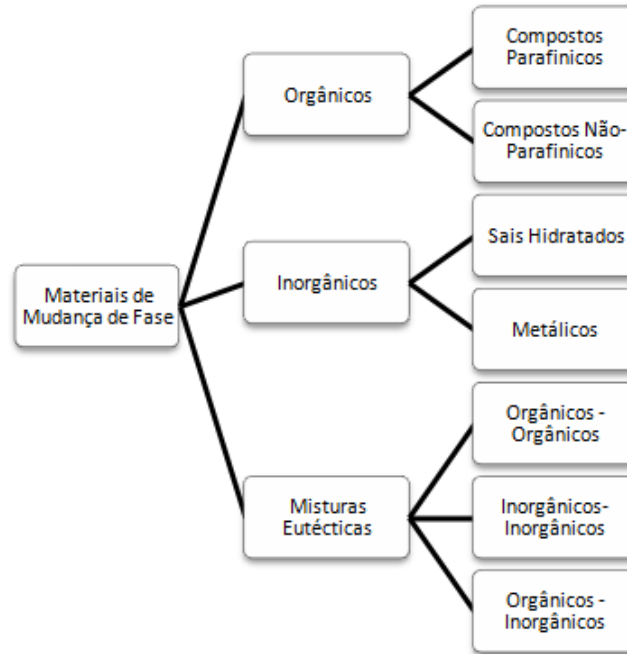 Compostos
Parafinicos
Orgânicos
Compostos Não-
Parafinicos
Sais Hidratados
Inorgânicos
Metálicos
Materiais de
Mudança de Fase
Orgânicos -
Orgânicos
Misturas
Eutécticas
Inorgânicos-
Inorgânicos
Orgânicos -
Inorgânicos